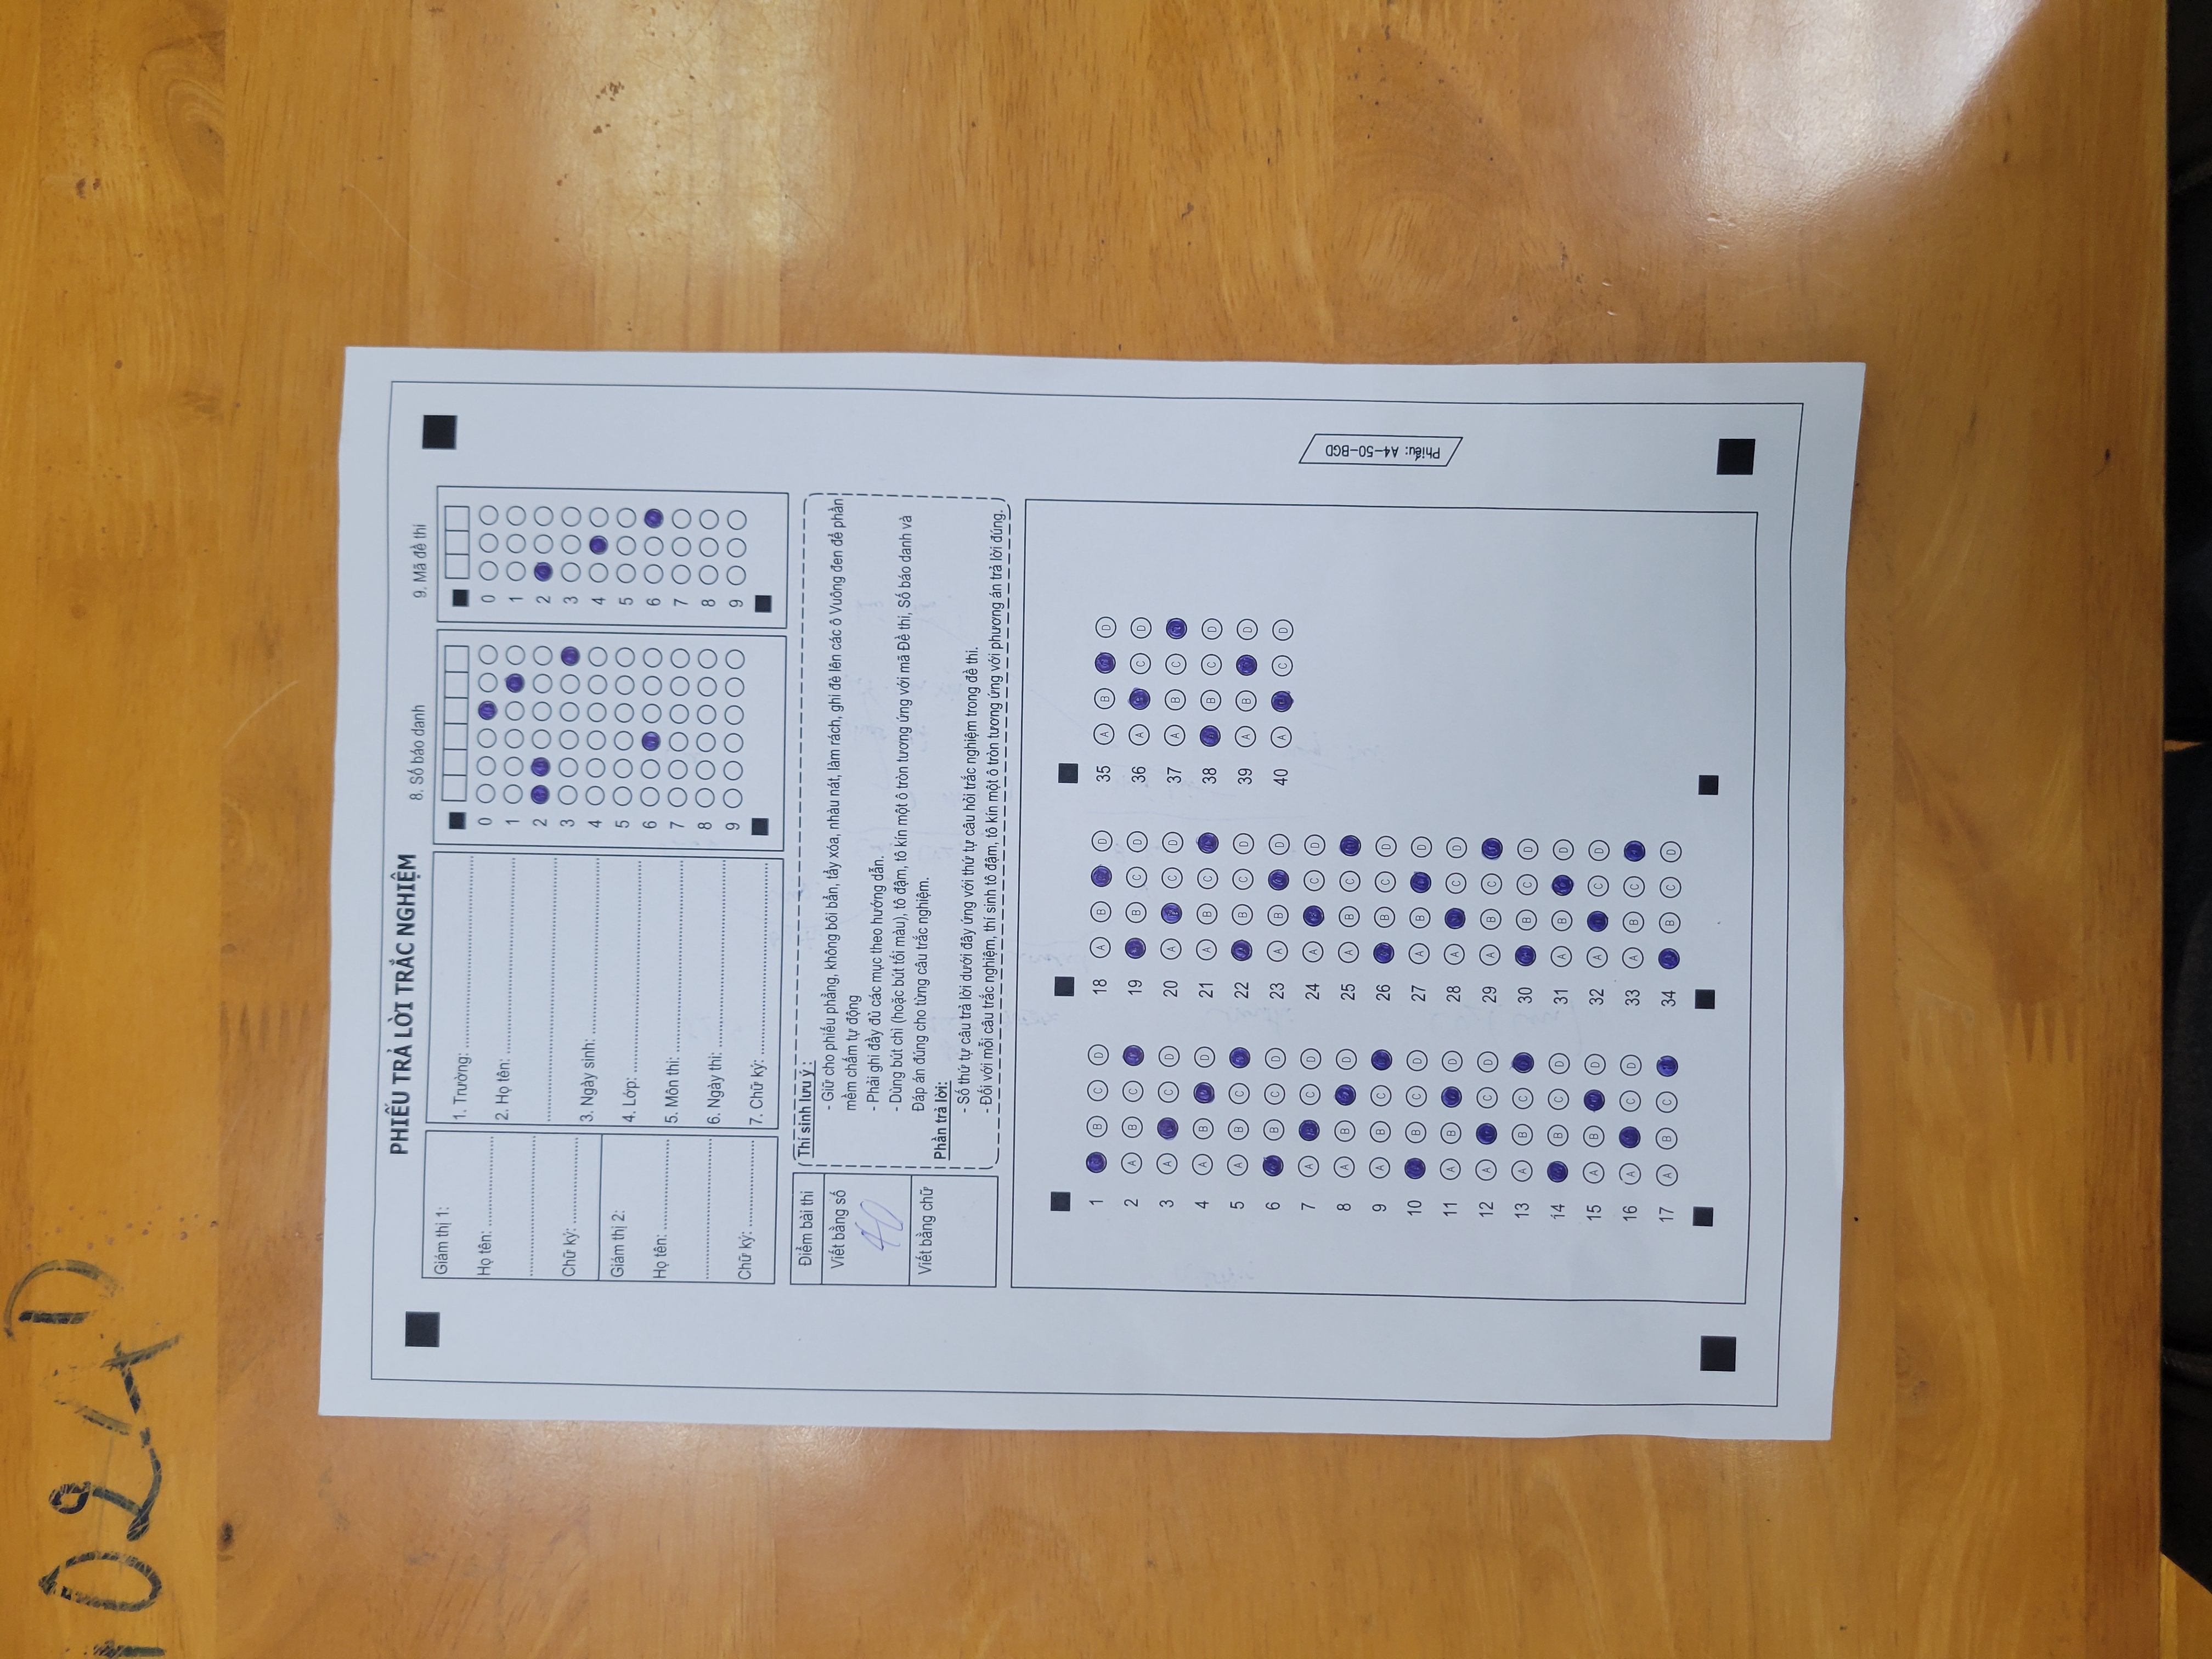 1024D
PHIẾU TRẢ LỜI TRẮC NGHIỆM
8. Số báo danh
9. Mã đề thi
Giám thị 1:
Họ tên:
Chữ ký:
Giám thị 2:
Họ tên:
Chữ ký:
1. Trường:
2. Họ tên:
3. Ngày sinh:
4. Lớp:
5. Môn thi:
6. Ngày thi:
7. Chữ ký:
0
1
2
3
4
5
6
7
8
9
0
1
2
3
4
5
6
7
8
9
Điểm bài thi
Viết bằng số
40
Viết bằng chữ
Thí sinh lưu ý :
- Giữ cho phiếu phẳng, không bôi bẩn, tẩy xóa, nhàu nát, làm rách, ghi đè lên các ô Vuông đen để phần
mềm chấm tự động
- Phải ghi đầy đủ các mục theo hướng dẫn.
- Dùng bút chì (hoặc bút tối màu), tô đậm, tô kín một ô tròn tương ứng với mã Đề thi, Số báo danh và
Đáp án đúng cho từng câu trắc nghiệm.
Phần trả lời:
- Số thứ tự câu trả lời dưới đây ứng với thứ tự câu hỏi trắc nghiệm trong đề thi.
- Đối với mỗi câu trắc nghiệm, thí sinh tô đậm, tô kín một ô tròn tương ứng với phương án trả lời đúng.
1 B C D
2 A B C
3 A C D
4 A B D
5 A B C
6 B C D
7 A C D
8 A B D
9 A B C
10 B C D
11 A B D
12 A C D
13 A B C
14 B C D
15 A B D
16 A C D
17 A B C
18 A B D
19 B C D
20 A C D
21 A B C
22 B C D
23 A B D
24 A C D
25 A B C
26 B C D
27 A B D
28 A C D
29 A B C
30 B C D
31 A B D
32 A C D
33 A B C
34 B C D
35 A B D
36 A C D
37 A B C
38 B C D
39 A B D
40 A C D
Phiếu: A4-50-BGD